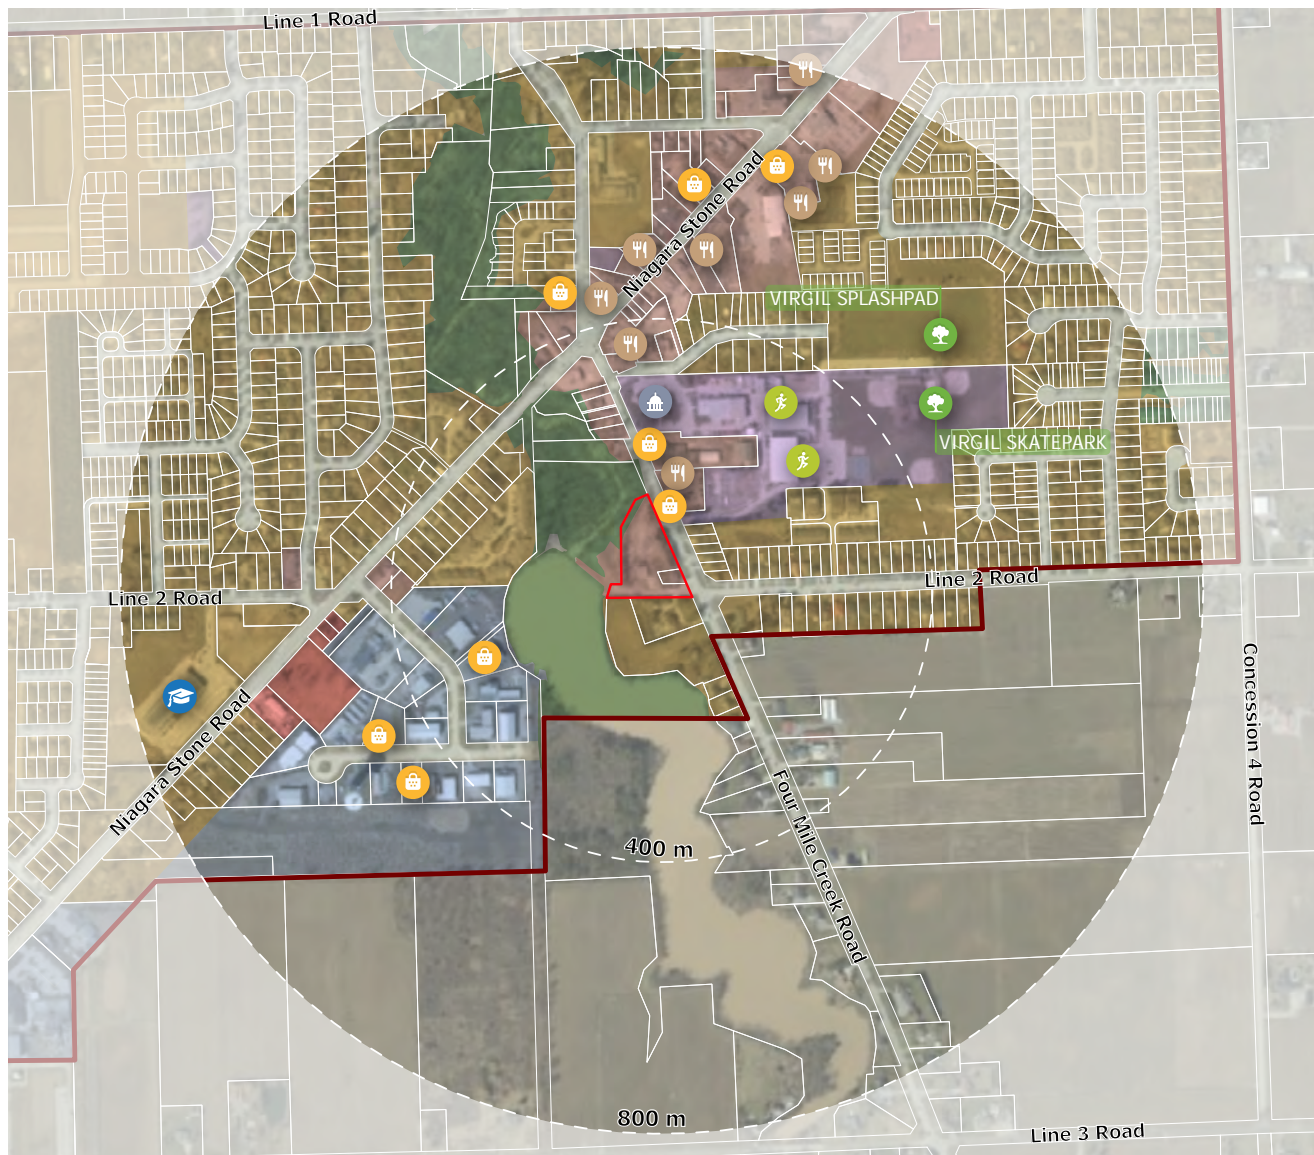 Line 1 Road
Niagara Stone Road
VIRGIL SPLASHPAD
VIRGIL SKATEPARK
Line 2 Road
Line 2 Road
Niagara Stone Road
Concession 4 Road
Four Mile Creek Road
400 m
800 m
Line 3 Road